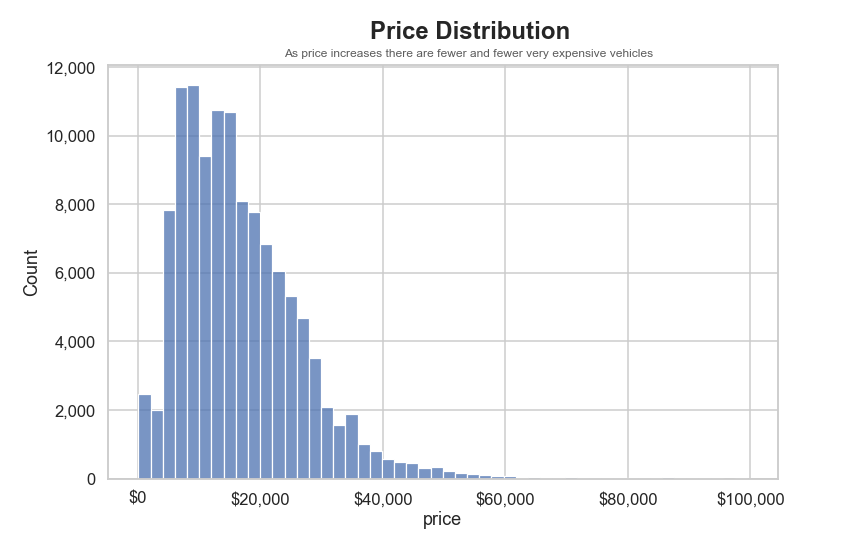 Price Distribution
As price increases there are fewer and fewer very expensive vehicles
12,000
10,000
8,000
6,000
4,000
2,000
0
Count
$0 $20,000 $40,000 $60,000 $80,000 $100,000
price